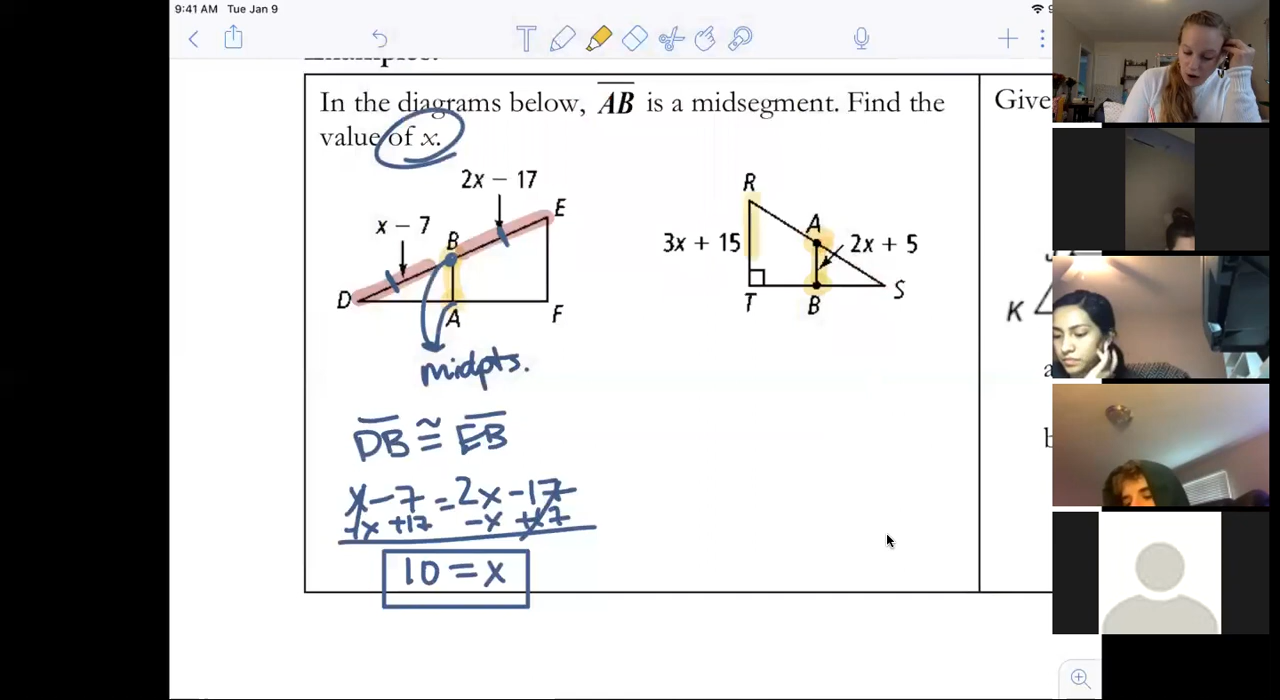 9:41 AM Tue Jan 9
Examples:
In the diagrams below, AB is a midsegment. Find the
value of x.
2x − 17
E
x − 7
B
D
A
F
R
A
3x + 15
2x + 5
T
B
S
midpts.
DB ≅ EB
x − 7 = 2x − 17
−x +17 −x +17
10 = x
Give
K